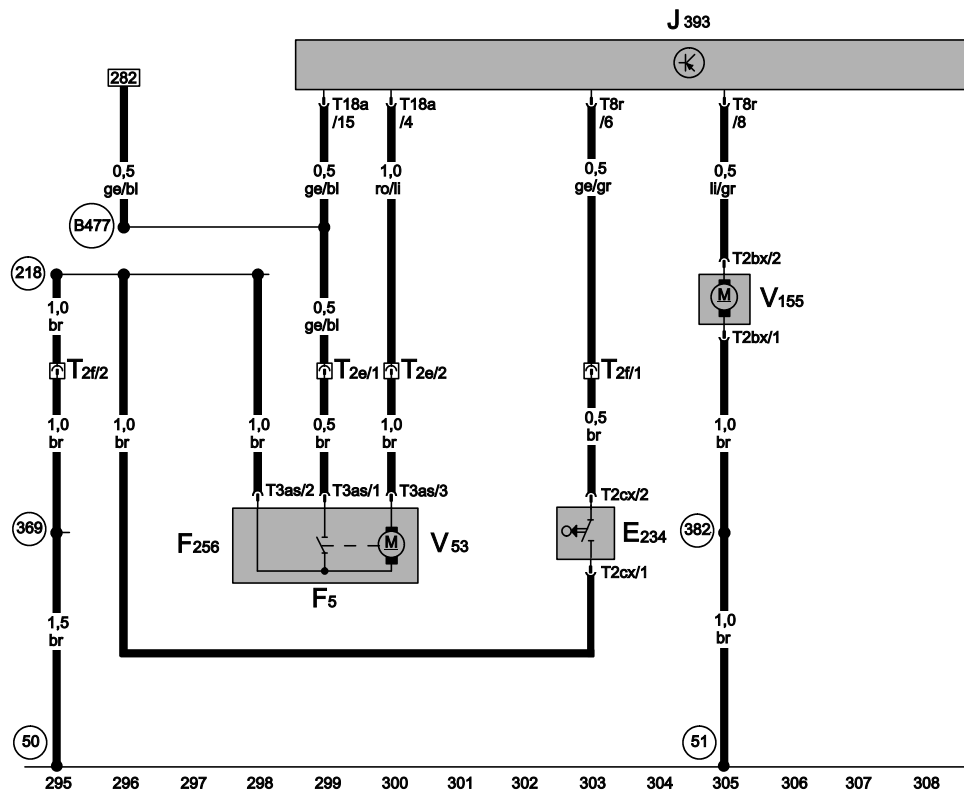 J 393
282
T18a
/15
T18a
/4
T8r
/6
T8r
/8
0,5
ge/bl
0,5
ge/bl
1,0
ro/li
0,5
ge/gr
0,5
li/gr
B477
T2bx/2
218
M
V155
1,0
br
0,5
ge/bl
T2bx/1
T2f/2
T2e/1
T2e/2
T2f/1
1,0
br
1,0
br
1,0
br
0,5
br
1,0
br
0,5
br
1,0
br
T3as/2
T3as/1
T3as/3
T2cx/2
369
F256
M
V53
E234
382
T2cx/1
F5
1,5
br
1,0
br
50
51
295 296 297 298 299 300 301 302 303 304 305 306 307 308